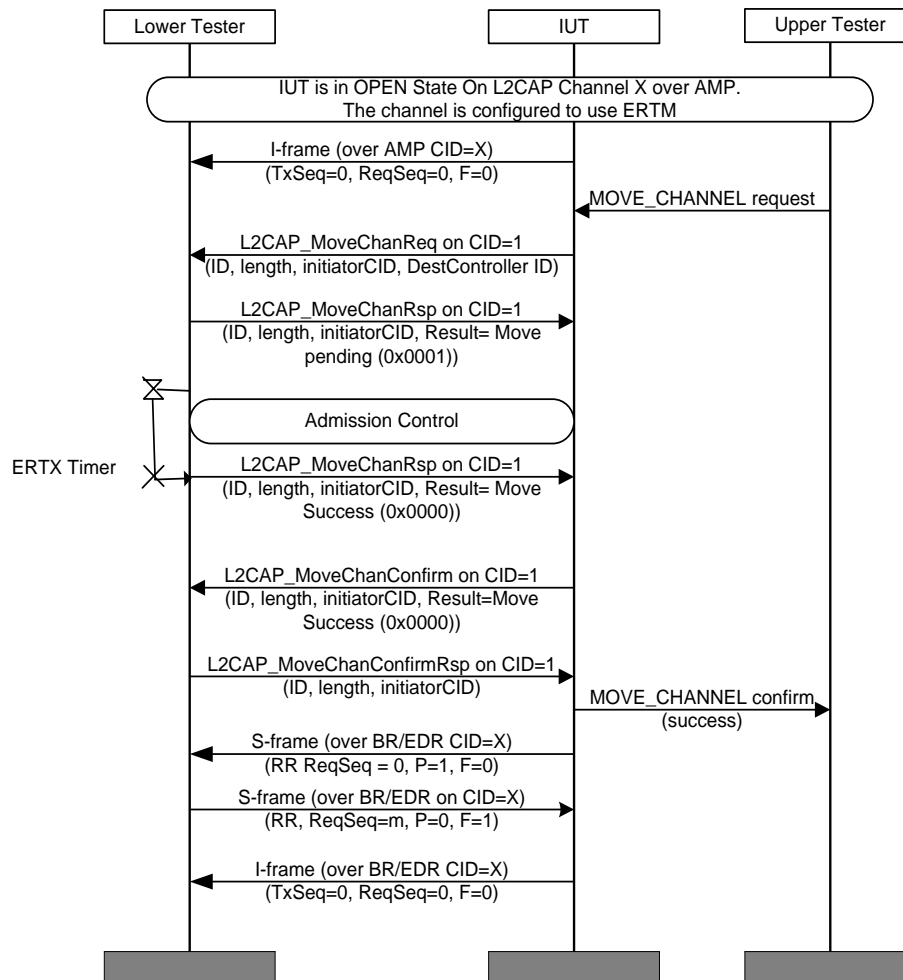 Lower Tester
IUT
Upper Tester
IUT is in OPEN State On L2CAP Channel X over AMP.
The channel is configured to use ERTM
I-frame (over AMP CID=X)
(TxSeq=0, ReqSeq=0, F=0)
MOVE_CHANNEL request
L2CAP_MoveChanReq on CID=1
(ID, length, initiatorCID, DestController ID)
L2CAP_MoveChanRsp on CID=1
(ID, length, initiatorCID, Result= Move
pending (0x0001))
Admission Control
ERTX Timer
L2CAP_MoveChanRsp on CID=1
(ID, length, initiatorCID, Result= Move
Success (0x0000))
L2CAP_MoveChanConfirm on CID=1
(ID, length, initiatorCID, Result=Move
Success (0x0000))
L2CAP_MoveChanConfirmRsp on CID=1
(ID, length, initiatorCID)
MOVE_CHANNEL confirm
(success)
S-frame (over BR/EDR CID=X)
(RR ReqSeq = 0, P=1, F=0)
S-frame (over BR/EDR on CID=X)
(RR, ReqSeq=m, P=0, F=1)
I-frame (over BR/EDR CID=X)
(TxSeq=0, ReqSeq=0, F=0)